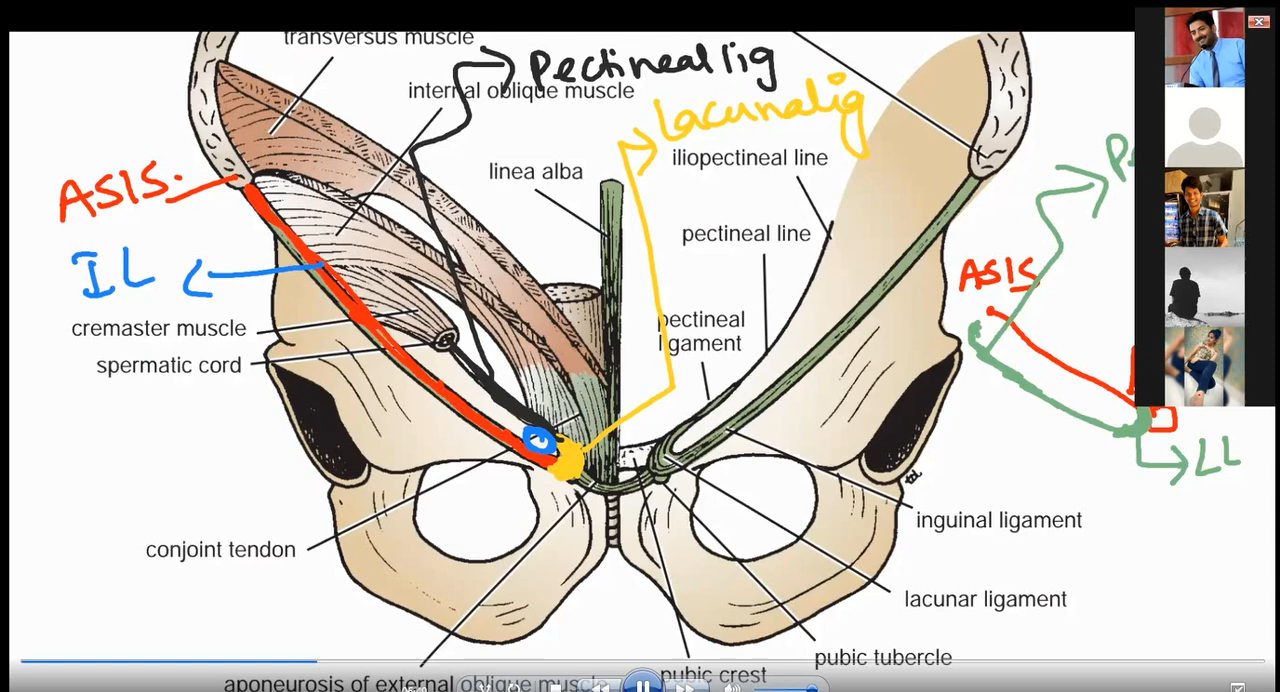 transversus muscle
Pectineal lig
internal oblique muscle
Lacunalig
iliopectineal line
linea alba
ASIS.
pectineal line
IL
ASIS
pectineal
ligament
cremaster muscle
spermatic cord
LL
inguinal ligament
conjoint tendon
lacunar ligament
pubic tubercle
pubic crest
aponeurosis of external oblique muscle